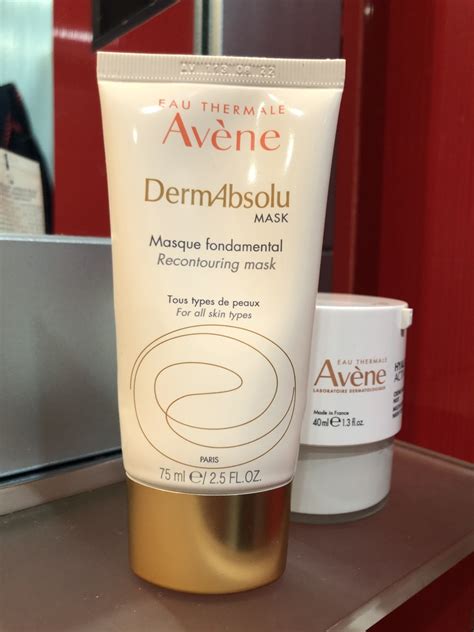 EAU THERMALE
Avène
DermAbsolu
MASK
Masque fondamental
Recontouring mask
Tous types de peaux
For all skin types
PARIS
75 ml e / 2.5 FL.OZ.
EAU THERMALE
Avène
LABORATOIRE DERMATOLOGIQUE
Made in France
40 ml e 1.3 fl.oz.